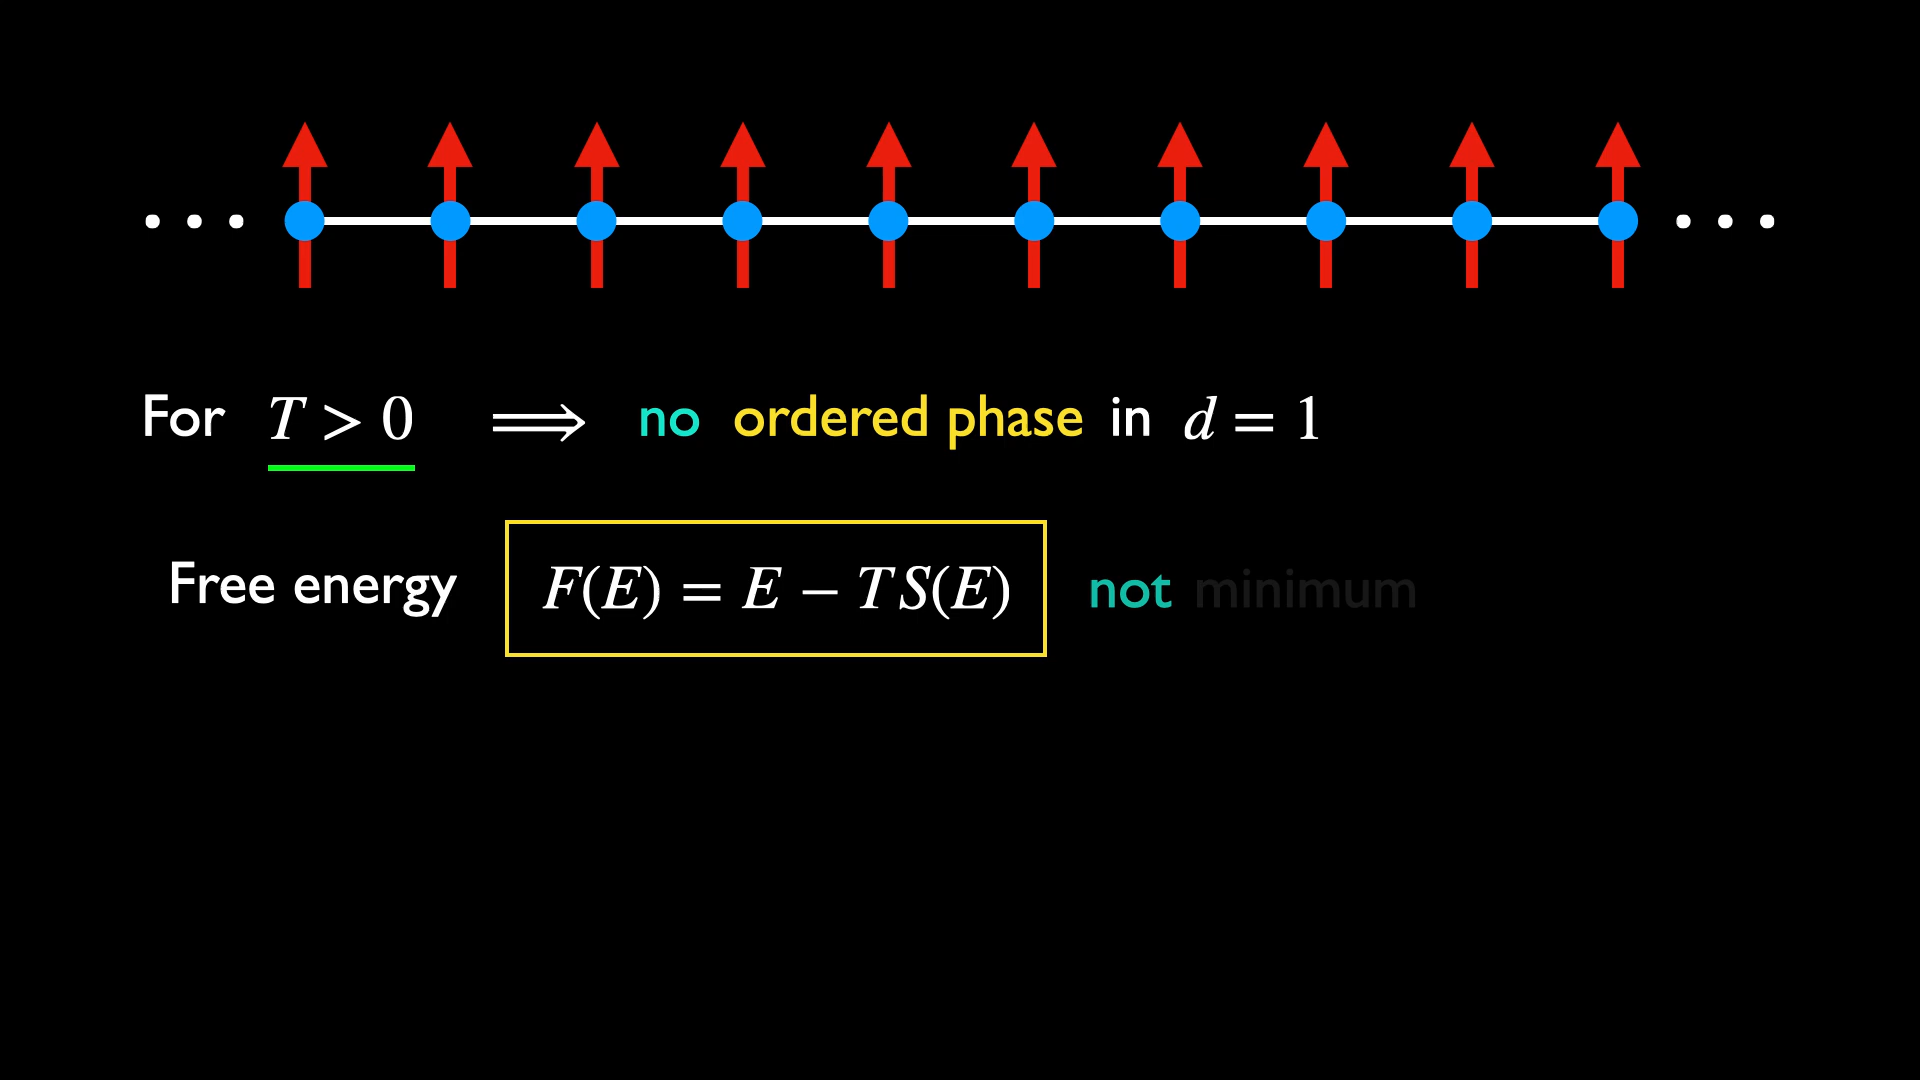 For T > 0 ⟹ no ordered phase in d = 1
Free energy F(E) = E − TS(E) not minimum